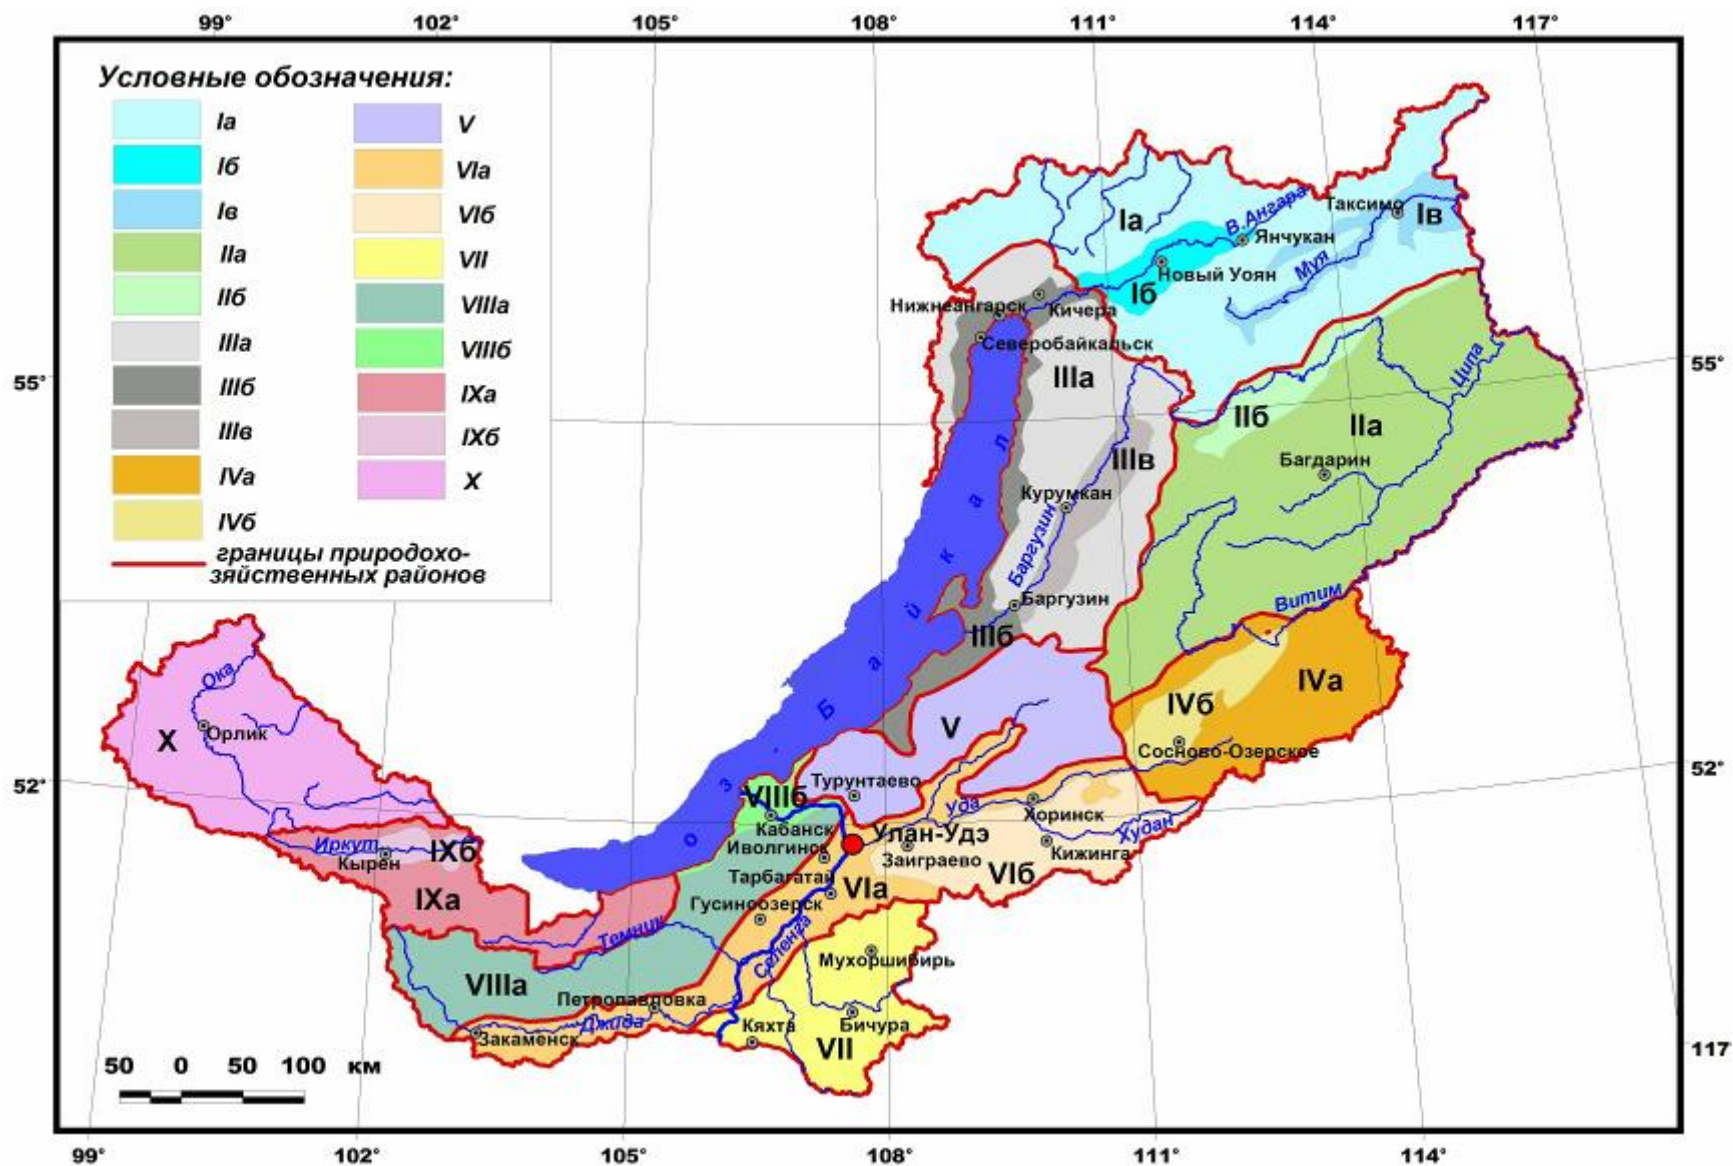 99° 102° 105° 108° 111° 114° 117°
Условные обозначения:
Iа
Iб
Iв
IIа
IIб
IIIа
IIIб
IIIв
IVа
IVб
V
VIа
VIб
VII
VIIIа
VIIIб
IXа
IXб
X
границы природохо-
зяйственных районов
55°
52°
55°
52°
117
Iа
В.Ангара
Янчукан
Таксимо
Iв
Муя
Новый Уоян
Iб
Нижнеангарск
Кичера
Северобайкальск
IIIа
IIб
IIа
Ципа
Багдарин
IIIв
Курумкан
Баргузин
Баргузин
IIIб
Витим
IVа
IVб
Сосново-Озерское
оз. Байкал
V
Турунтаево
Ока
Орлик
X
VIIIб
Кабанск
Иволгинск
Улан-Удэ
Уда
Хоринск
Худан
Кижинга
Заиграево
VIб
Иркут
Кырен
IXб
IXа
Тарбагатай
VIа
Гусиноозерск
Темник
Селенга
Мухоршибирь
VIIIа
Петропавловка
Джида
Закаменск
Кяхта
Бичура
VII
50 0 50 100 км
99° 102° 105° 108° 111° 114°